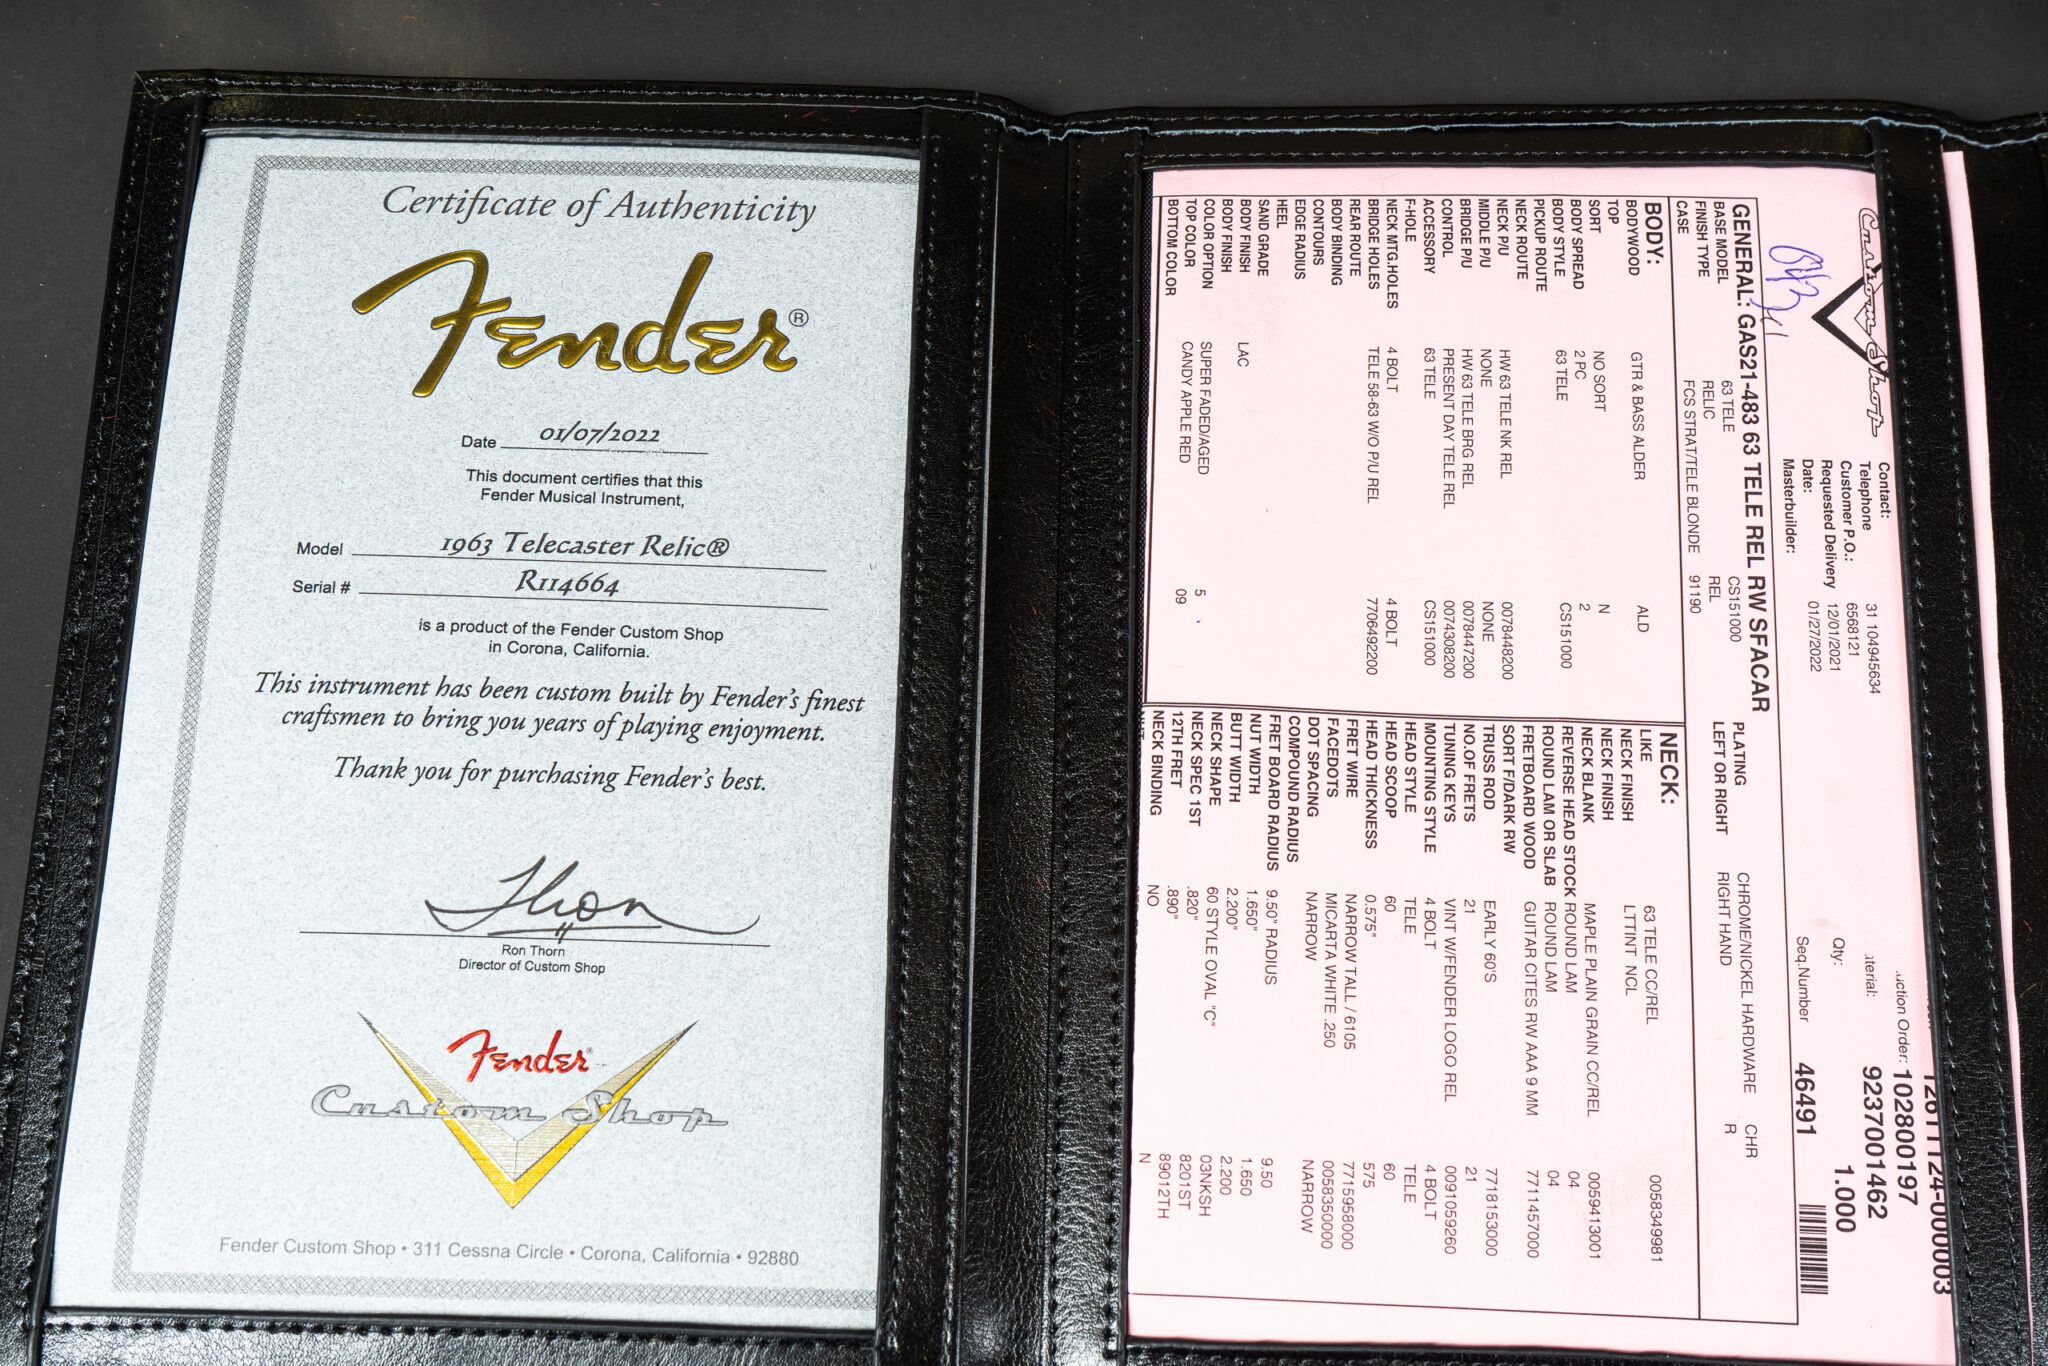 Certificate of Authenticity
Fender®
Date 01/07/2022
This document certifies that this
Fender Musical Instrument,
Model 1963 Telecaster Relic®
Serial # R114664
is a product of the Fender Custom Shop
in Corona, California.
This instrument has been custom built by Fender's finest
craftsmen to bring you years of playing enjoyment.
Thank you for purchasing Fender's best.
Ron Thorn
Director of Custom Shop
Fender®
Custom Shop
Fender Custom Shop • 311 Cessna Circle • Corona, California • 92880
Custom Shop
Contact:
Telephone 31 104945634
Customer P.O.: 6568121
Requested Delivery 12/01/2021
Date: 01/27/2022
Masterbuilder:
Order: 102800197
9237001462
Qty: 1.000
Seq.Number 46491
GENERAL: GAS21-483 63 TELE REL RW SFACAR
BASE MODEL 63 TELE CS151000
FINISH TYPE RELIC REL
CASE FCS STRAT/TELE BLONDE 91190
PLATING CHROME/NICKEL HARDWARE CHR
LEFT OR RIGHT RIGHT HAND R
BODY:
BODYWOOD GTR & BASS ALDER ALD
TOP
SORT NO SORT N
BODY SPREAD 2 PC 2
BODY STYLE 63 TELE CS151000
PICKUP ROUTE
NECK ROUTE
NECK P/U HW 63 TELE NK REL 0078448200
MIDDLE P/U NONE NONE
BRIDGE P/U HW 63 TELE BRG REL 0078447200
CONTROL PRESENT DAY TELE REL 0074308200
ACCESSORY 63 TELE CS151000
F-HOLE
NECK MTG.HOLES 4 BOLT 4 BOLT
BRIDGE HOLES TELE 58-63 W/O P/U REL 7706492200
REAR ROUTE
BODY BINDING
CONTOURS
EDGE RADIUS
HEEL
SAND GRADE
BODY FINISH LAC
BODY FINISH
COLOR OPTION SUPER FADED/AGED 5
TOP COLOR CANDY APPLE RED 09
BOTTOM COLOR
NECK:
LIKE 63 TELE CC/REL 0058349981
NECK FINISH LTTINT NCL
NECK FINISH
NECK BLANK MAPLE PLAIN GRAIN CC/REL 0059413001
REVERSE HEAD STOCK ROUND LAM 04
ROUND LAM OR SLAB ROUND LAM 04
FRETBOARD WOOD GUITAR CITES RW AAA 9 MM 7711457000
SORT F/DARK RW
TRUSS ROD EARLY 60'S 7718153000
NO.OF FRETS 21 21
TUNING KEYS VINT W/FENDER LOGO REL 0091059260
MOUNTING STYLE 4 BOLT 4 BOLT
HEAD STYLE TELE TELE
HEAD SCOOP 60 60
HEAD THICKNESS 0.575" 575
FRET WIRE NARROW TALL / 6105 7715958000
FACEDOTS MICARTA WHITE .250 0058350000
DOT SPACING NARROW NARROW
COMPOUND RADIUS
FRET BOARD RADIUS 9.50" RADIUS 9.50
NUT WIDTH 1.650" 1.650
BUTT WIDTH 2.200" 2.200
NECK SHAPE 60 STYLE OVAL "C" 03NKSH
NECK SPEC 1ST .820" 8201ST
12TH FRET .890" 89012TH
NECK BINDING NO N